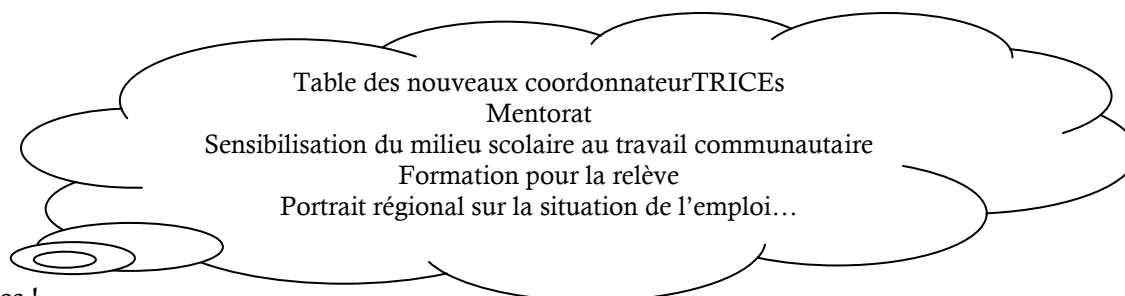 Table des nouveaux coordonnateurTRICEs
Mentorat
Sensibilisation du milieu scolaire au travail communautaire
Formation pour la relève
Portrait régional sur la situation de l’emploi…